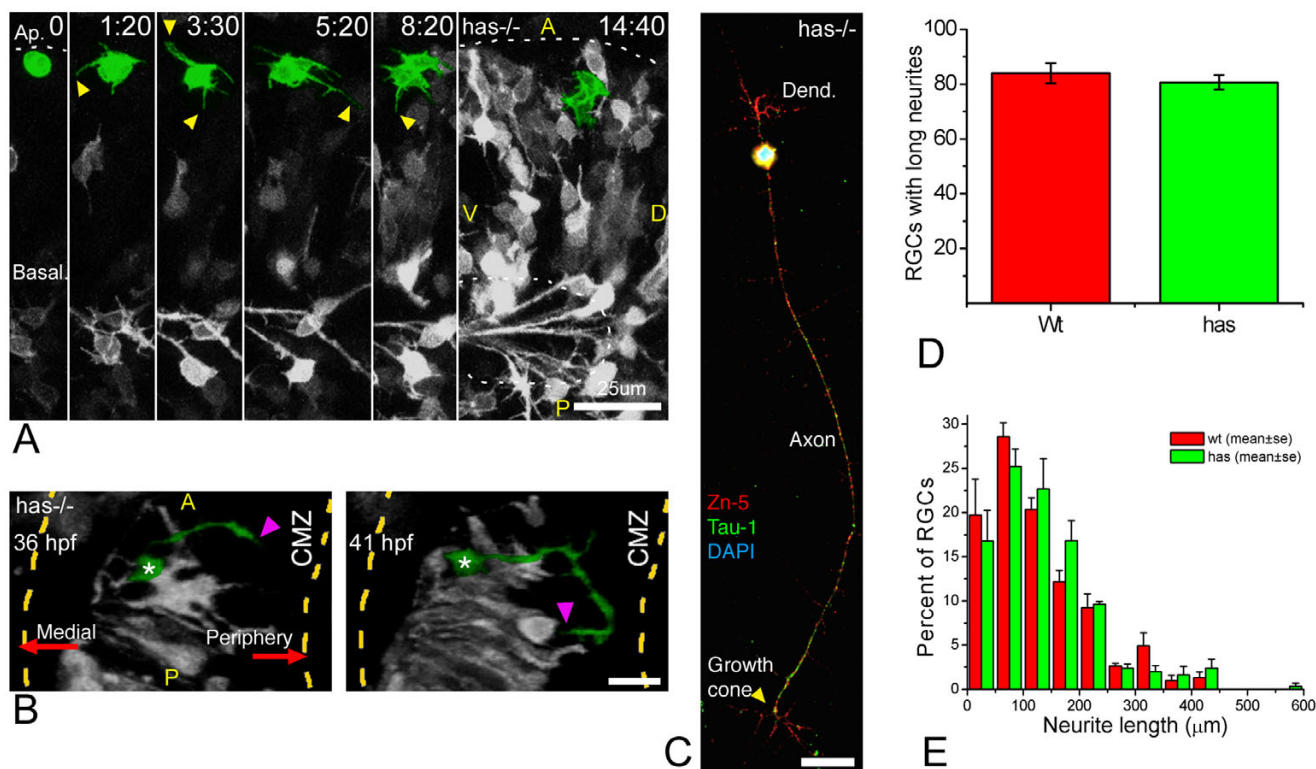 Ap. 0
1:20
3:30
5:20
8:20
has-/- 14:40
A
Basal.
V
D
P
25um
A
has-/-
36 hpf
A
CMZ
Medial
Periphery
P
41 hpf
CMZ
B
has-/-
Dend.
Axon
Zn-5
Tau-1
DAPI
Growth
cone
C
RGCs with long neurites
100
80
60
40
20
Wt
has
D
Percent of RGCs
30
25
20
15
10
5
0
wt (mean±se)
has (mean±se)
0 100 200 300 400 500 600
Neurite length (μm)
E